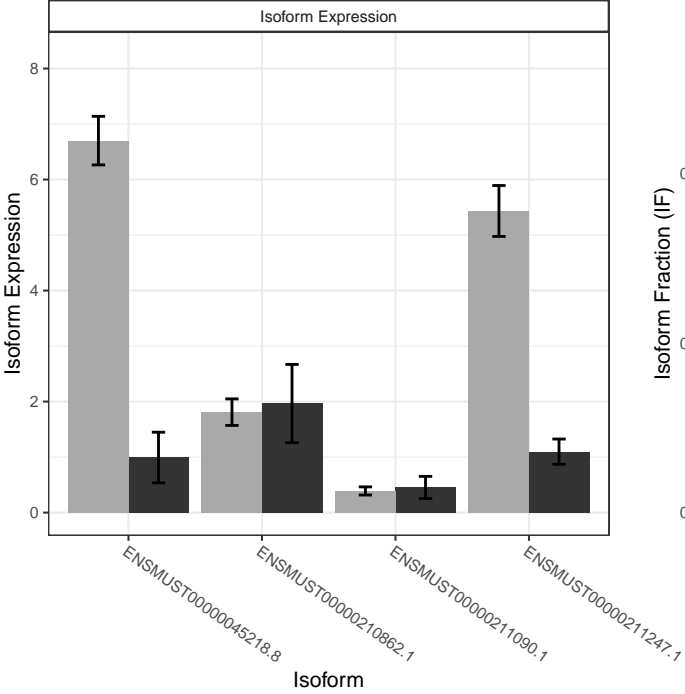 Isoform Expression
Isoform Expression
8
6
4
2
0
ENSMUST00000045218.8
ENSMUST00000210862.1
ENSMUST00000211090.1
ENSMUST00000211247.1
Isoform
Isoform Fraction (IF)